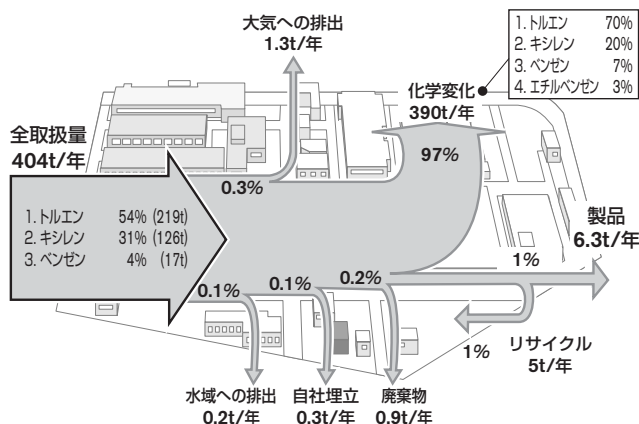 大気への排出
1.3t/年
1. トルエン 70%
2. キシレン 20%
3. ベンゼン 7%
4. エチルベンゼン 3%
化学変化
390t/年
全取扱量
404t/年
97%
0.3%
1. トルエン 54% (219t)
2. キシレン 31% (126t)
3. ベンゼン 4% (17t)
製品
6.3t/年
0.1%
0.1%
0.2%
1%
1%
リサイクル
5t/年
水域への排出
0.2t/年
自社埋立
0.3t/年
廃棄物
0.9t/年